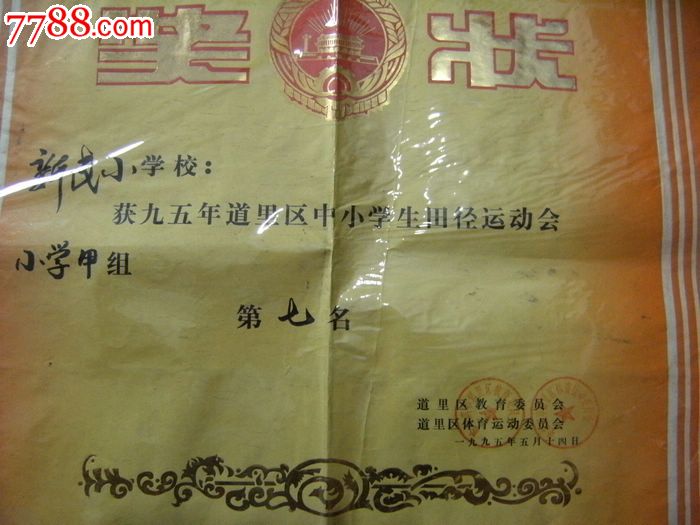 7788.com
奖状
新民小学校：
获九五年道里区中小学生田径运动会
小学甲组
第七名
道里区教育委员会
道里区体育运动委员会
一九九五年五月十四日